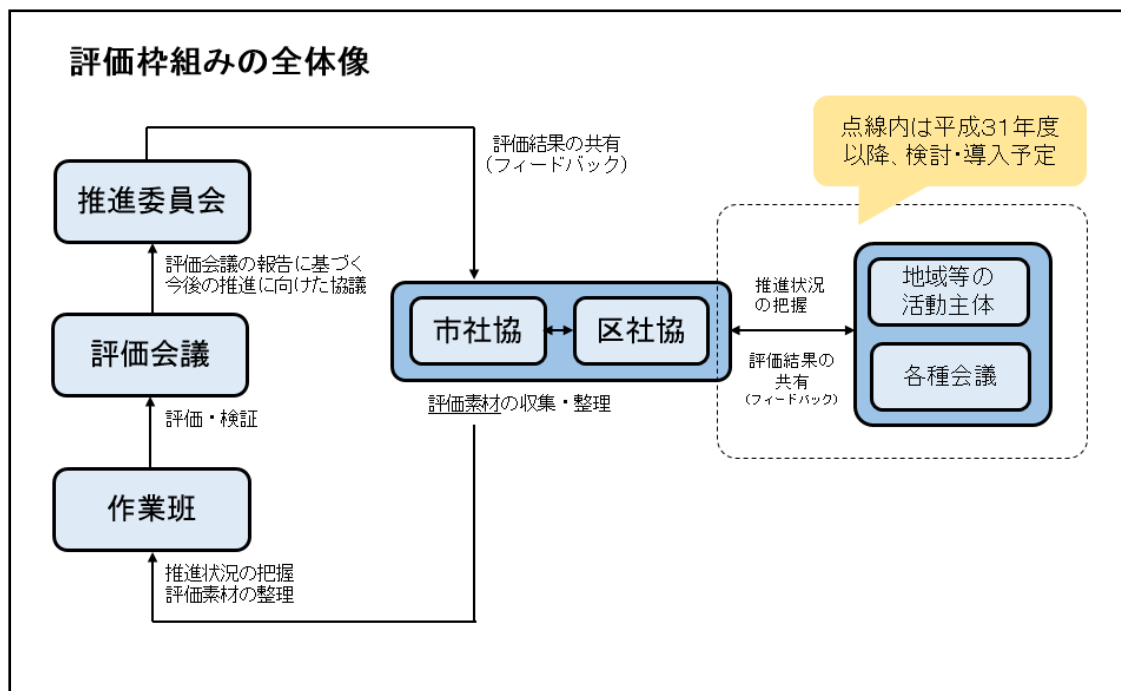 評価枠組みの全体像
点線内は平成31年度
以降、検討・導入予定
評価結果の共有
(フィードバック)
推進委員会
評価会議の報告に基づく
今後の推進に向けた協議
地域等の
活動主体
推進状況
の把握
市社協
区社協
評価会議
各種会議
評価結果の
共有
(フィードバック)
評価素材の収集・整理
評価・検証
作業班
推進状況の把握
評価素材の整理